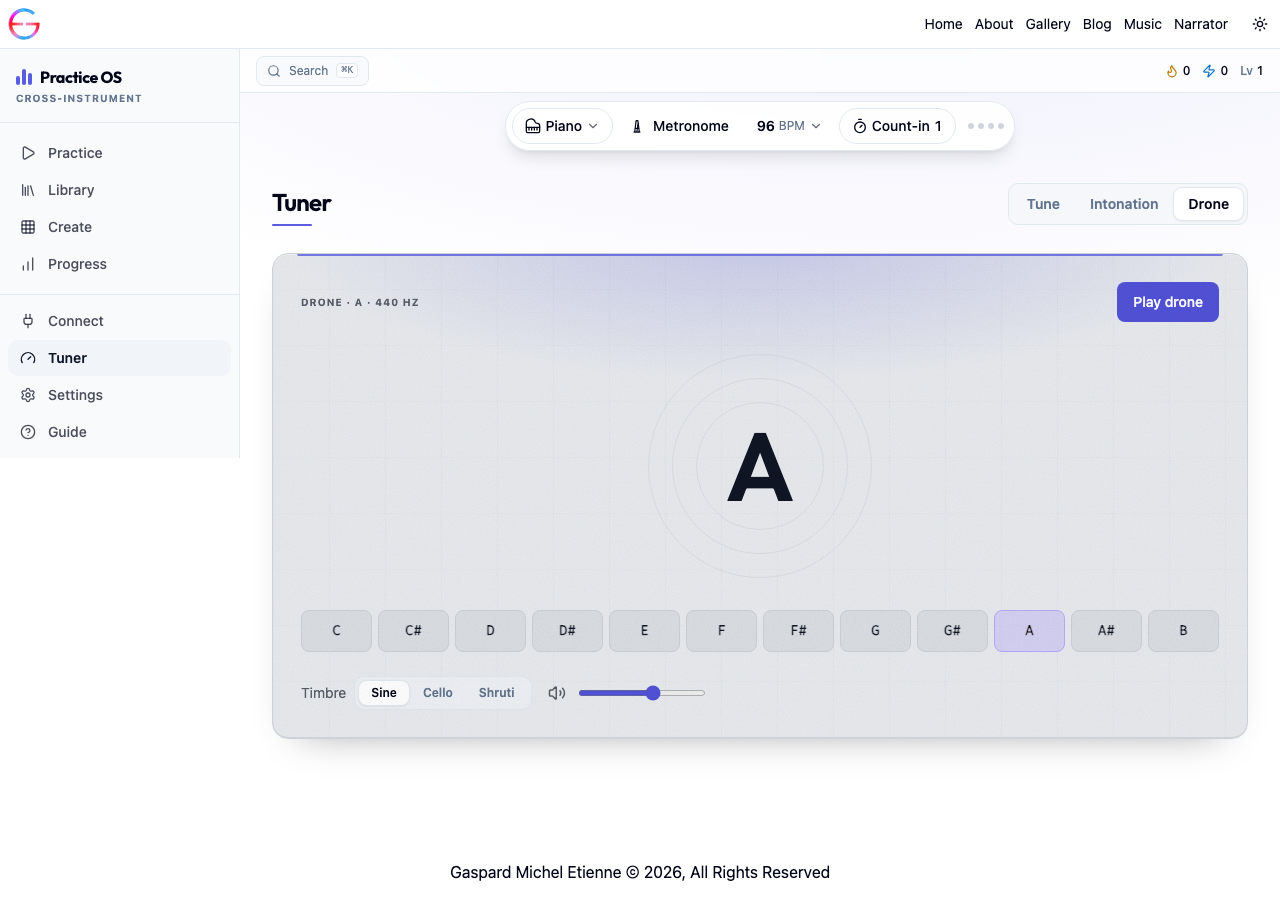 Home About Gallery Blog Music Narrator
Practice OS
CROSS-INSTRUMENT
Search ⌘K
0 0 Lv 1
Piano Metronome 96 BPM Count-in 1
Practice
Library
Create
Progress
Connect
Tuner
Settings
Guide
Tuner
Tune Intonation Drone
DRONE · A · 440 HZ
Play drone
A
C C# D D# E F F# G G# A A# B
Timbre Sine Cello Shruti
Gaspard Michel Etienne © 2026, All Rights Reserved